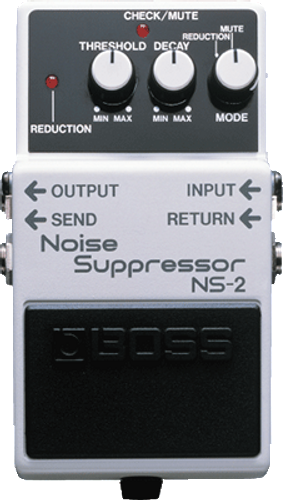 CHECK/MUTE
THRESHOLD DECAY
REDUCTION
MUTE
MIN MAX
MIN MAX
MODE
REDUCTION
OUTPUT
INPUT
SEND
RETURN
Noise
Suppressor
NS-2
BOSS